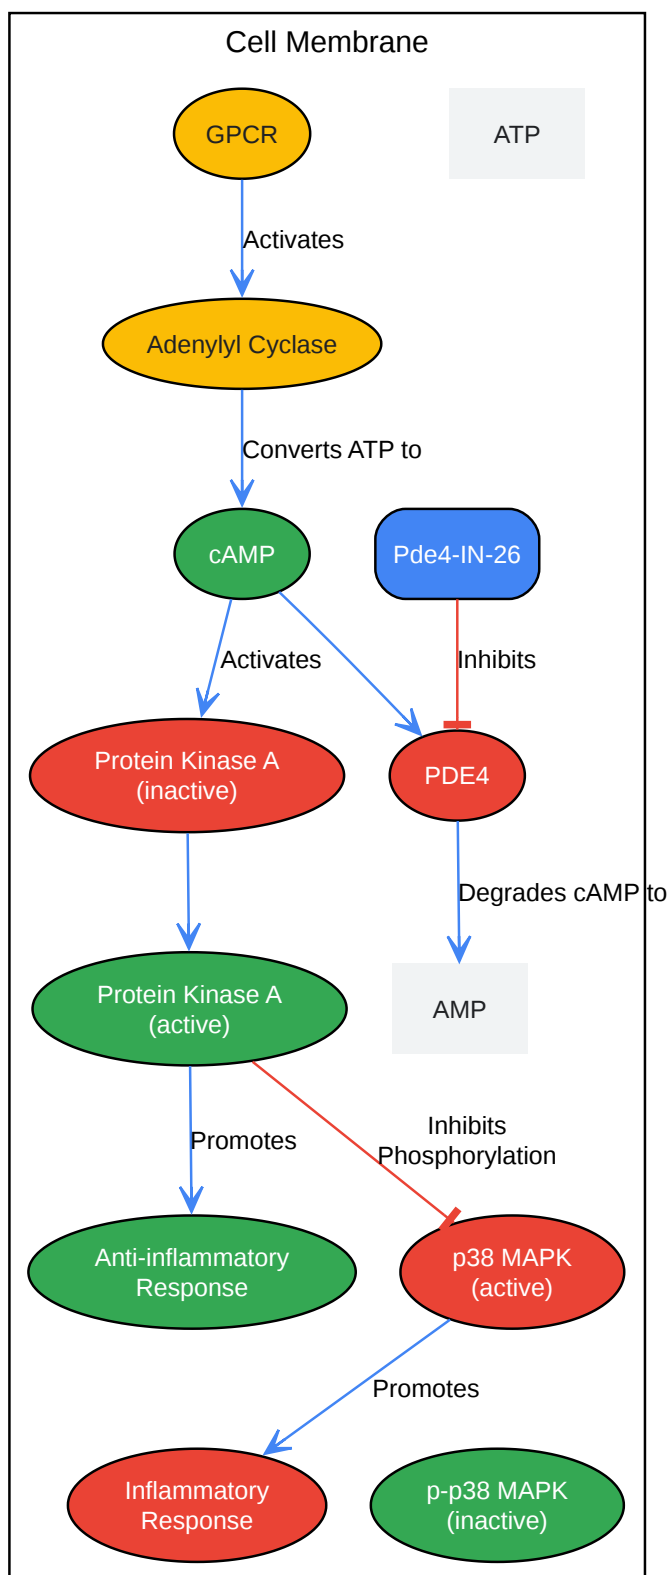 Cell Membrane
GPCR
ATP
Activates
Adenylyl Cyclase
Converts ATP to
cAMP
Pde4-IN-26
Activates
Inhibits
Protein Kinase A
(inactive)
PDE4
Degrades cAMP to
Protein Kinase A
(active)
AMP
Promotes
Inhibits
Phosphorylation
Anti-inflammatory
Response
p38 MAPK
(active)
Promotes
Inflammatory
Response
p-p38 MAPK
(inactive)